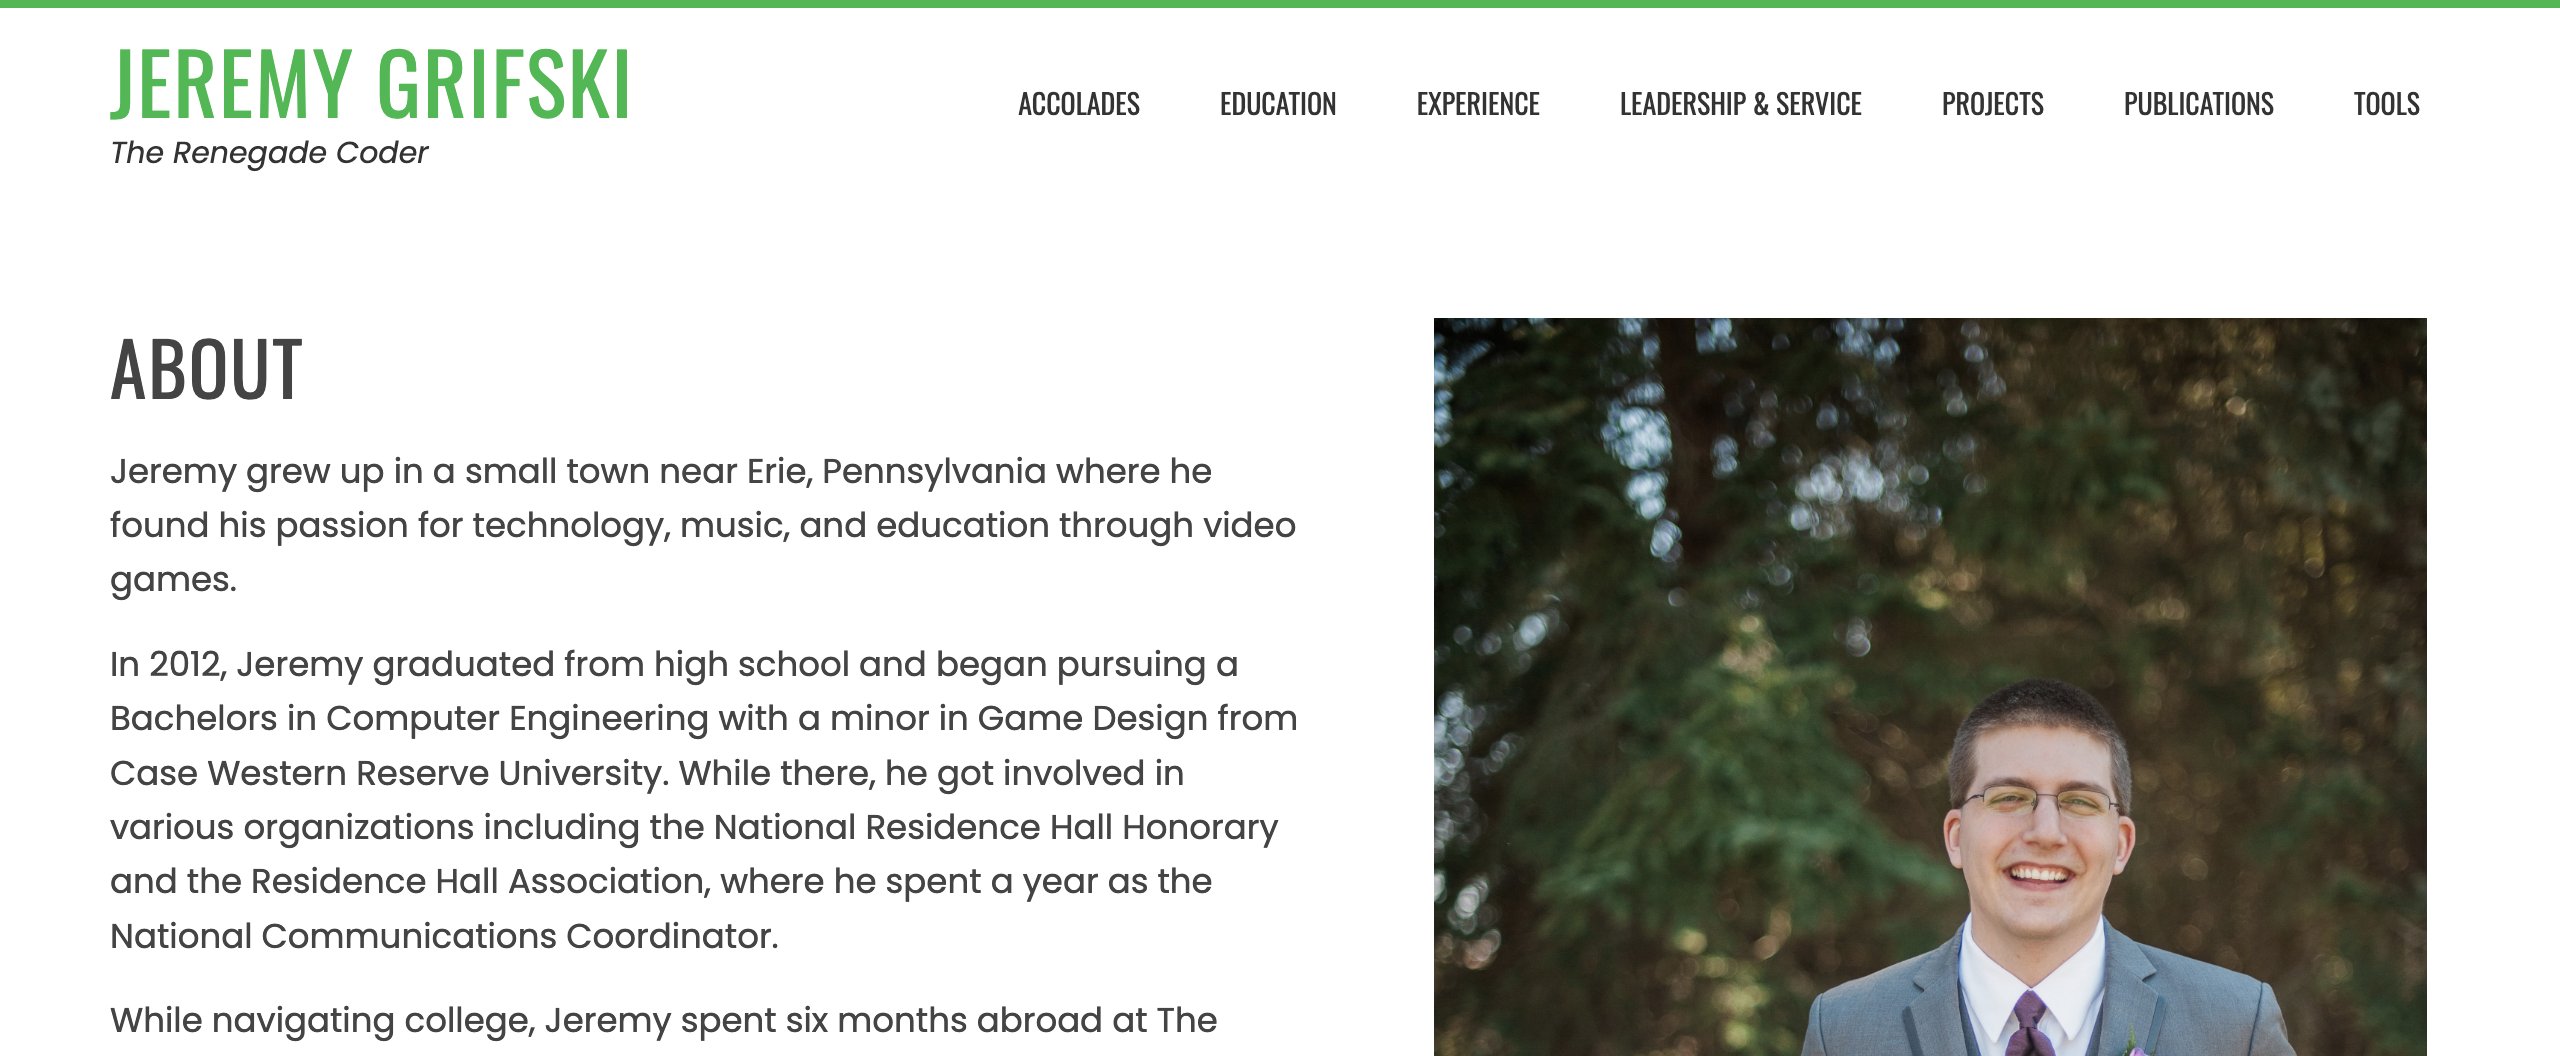 JEREMY GRIFSKI
The Renegade Coder
ACCOLADES
EDUCATION
EXPERIENCE
LEADERSHIP & SERVICE
PROJECTS
PUBLICATIONS
TOOLS
ABOUT
Jeremy grew up in a small town near Erie, Pennsylvania where he
found his passion for technology, music, and education through video
games.
In 2012, Jeremy graduated from high school and began pursuing a
Bachelors in Computer Engineering with a minor in Game Design from
Case Western Reserve University. While there, he got involved in
various organizations including the National Residence Hall Honorary
and the Residence Hall Association, where he spent a year as the
National Communications Coordinator.
While navigating college, Jeremy spent six months abroad at The